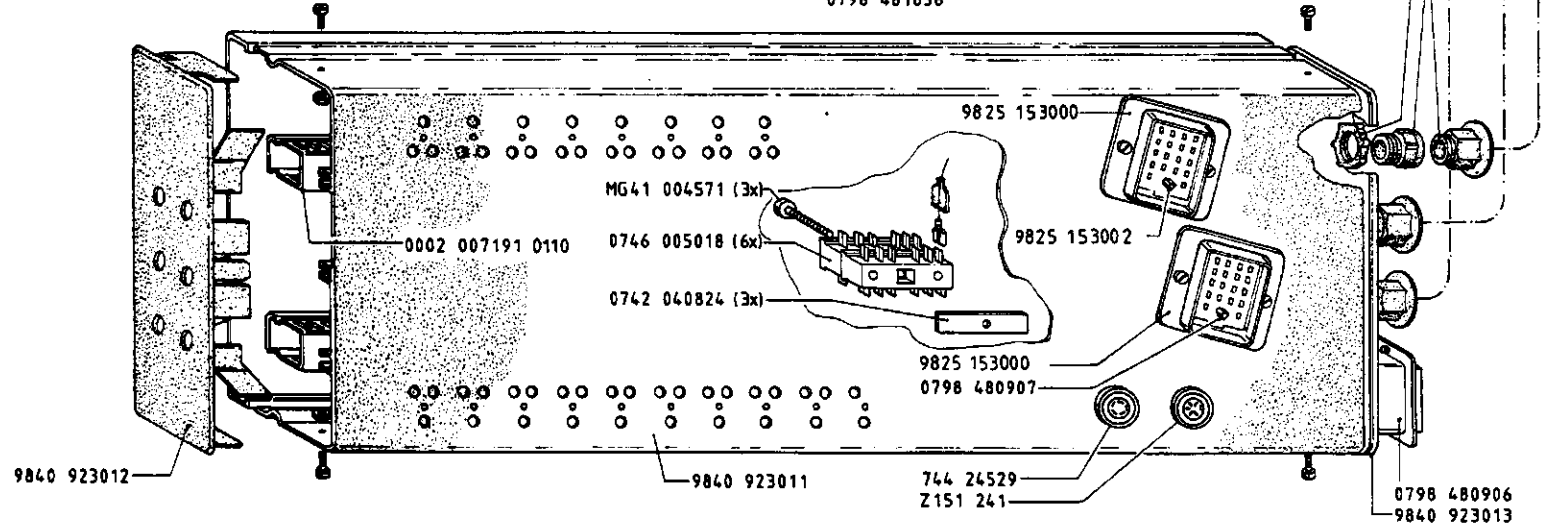 9825 153000
MG41 004571 (3x)
9825 153002
0002 007191 0110
0746 005018 (6x)
0742 040824 (3x)
9825 153000
0798 480907
9840 923012
9840 923011
744 24529
Z151 241
0798 480906
9840 923013